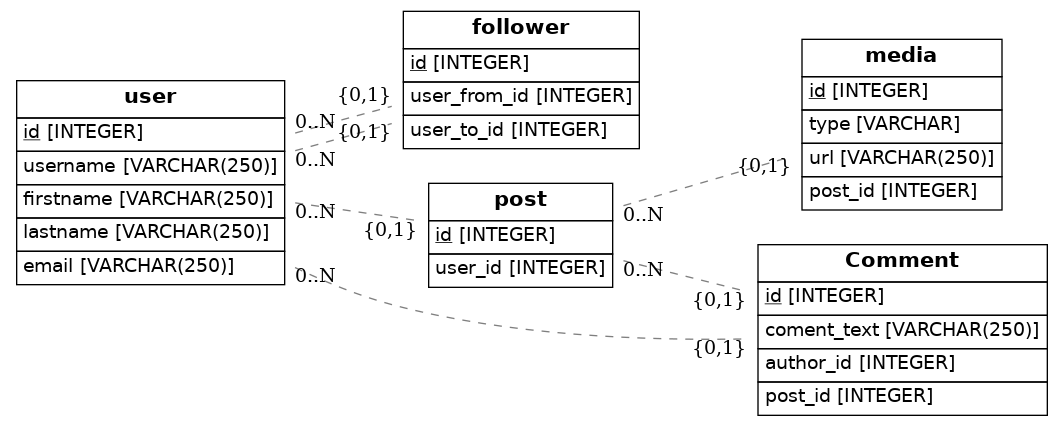 user
id [INTEGER]
username [VARCHAR(250)]
firstname [VARCHAR(250)]
lastname [VARCHAR(250)]
email [VARCHAR(250)]
0..N
{0,1}
0..N
{0,1}
follower
id [INTEGER]
user_from_id [INTEGER]
user_to_id [INTEGER]
0..N
{0,1}
post
id [INTEGER]
user_id [INTEGER]
0..N
{0,1}
media
id [INTEGER]
type [VARCHAR]
url [VARCHAR(250)]
post_id [INTEGER]
0..N
{0,1}
0..N
{0,1}
Comment
id [INTEGER]
coment_text [VARCHAR(250)]
author_id [INTEGER]
post_id [INTEGER]